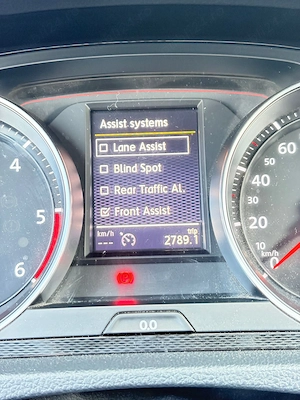 Assist systems
Lane Assist
Blind Spot
Rear Traffic Al.
Front Assist
km/h
trip
---
2789.1
4
5
6
60
50
40
30
20
10
0
km/h
0.0